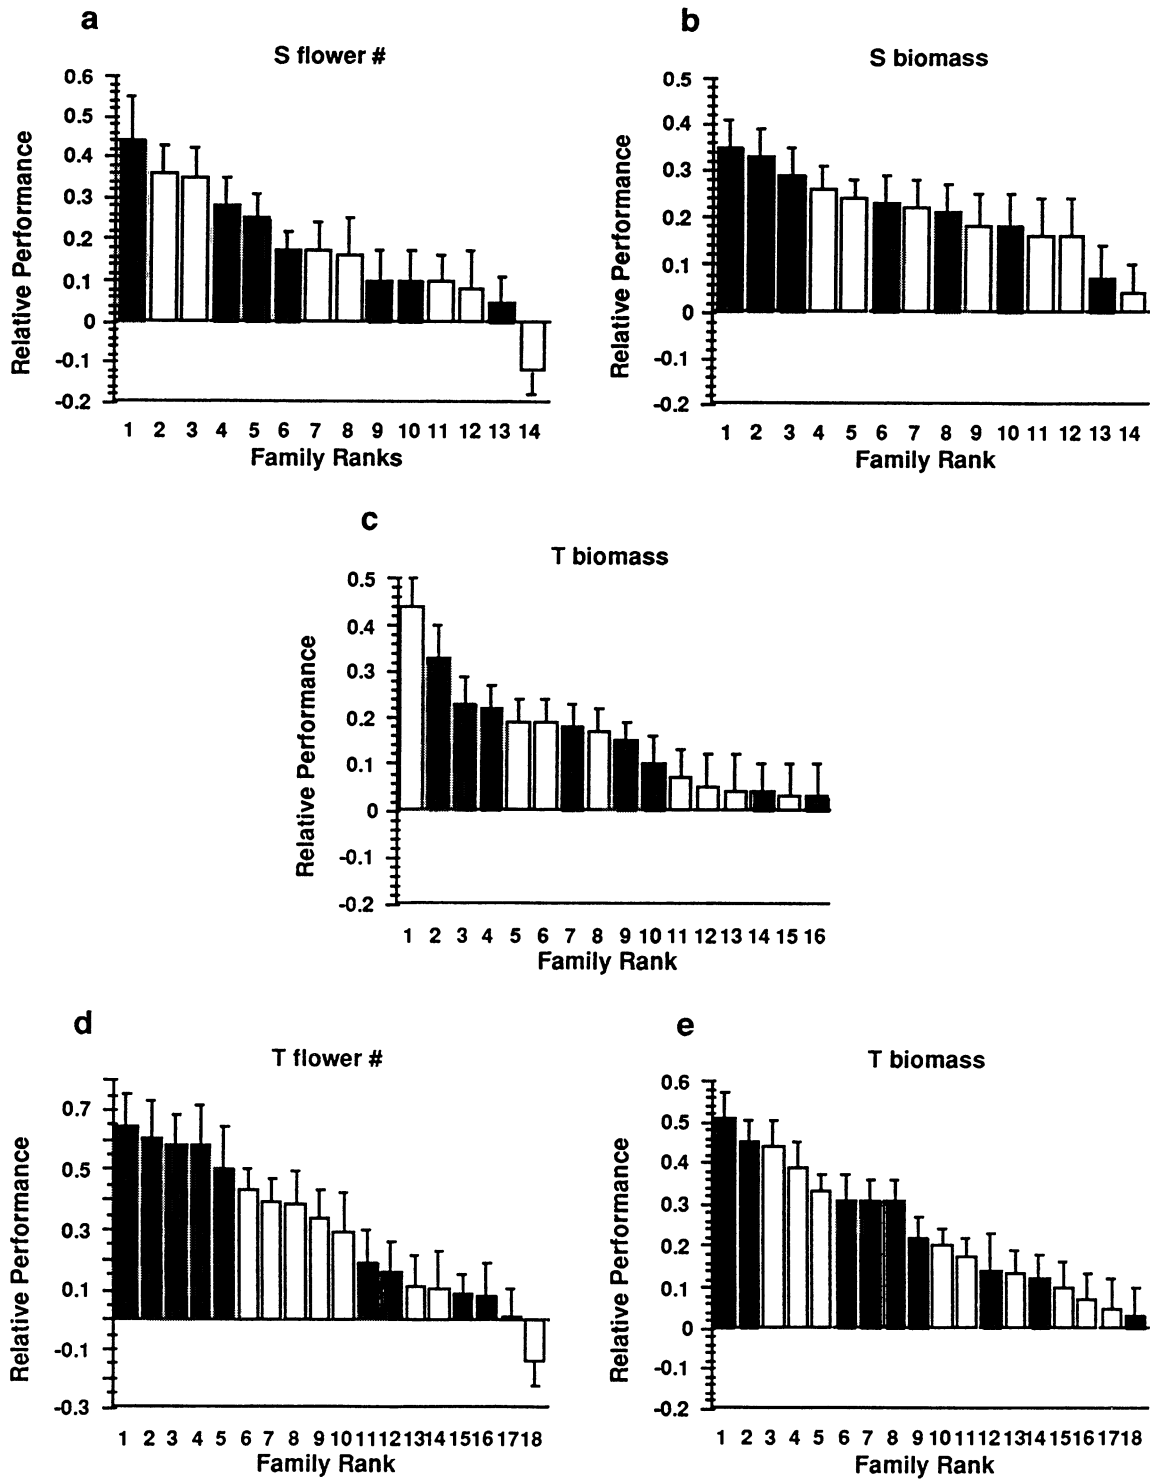 a
S flower #
Relative Performance
0.6
0.5
0.4
0.3
0.2
0.1
0
-0.1
-0.2
1 2 3 4 5 6 7 8 9 10 11 12 13 14
Family Ranks
b
S biomass
Relative Performance
0.5
0.4
0.3
0.2
0.1
0
-0.1
-0.2
1 2 3 4 5 6 7 8 9 10 11 12 13 14
Family Rank
c
T biomass
Relative Performance
0.5
0.4
0.3
0.2
0.1
0
-0.1
-0.2
1 2 3 4 5 6 7 8 9 10 11 12 13 14 15 16
Family Rank
d
T flower #
Relative Performance
0.7
0.5
0.3
0.1
-0.1
-0.3
1 2 3 4 5 6 7 8 9 10 11 12 13 14 15 16 17 18
Family Rank
e
T biomass
Relative Performance
0.6
0.5
0.4
0.3
0.2
0.1
0
-0.1
-0.2
1 2 3 4 5 6 7 8 9 10 11 12 13 14 15 16 17 18
Family Rank